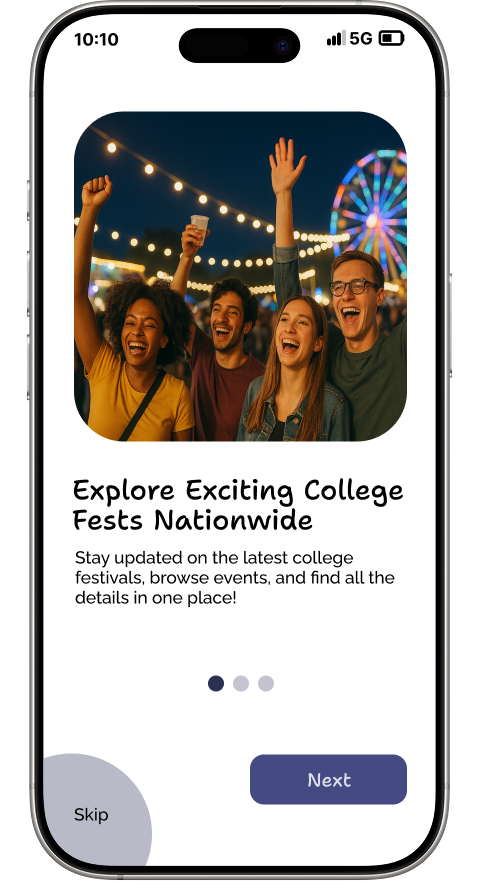 10:10
5G
Explore Exciting College
Fests Nationwide
Stay updated on the latest college
festivals, browse events, and find all the
details in one place!
Next
Skip